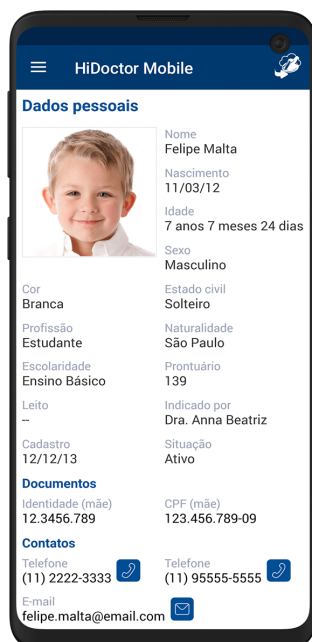 HiDoctor Mobile
Dados pessoais
Nome
Felipe Malta
Nascimento
11/03/12
Idade
7 anos 7 meses 24 dias
Sexo
Masculino
Cor
Branca
Estado civil
Solteiro
Profissão
Estudante
Naturalidade
São Paulo
Escolaridade
Ensino Básico
Prontuário
139
Leito
--
Indicado por
Dra. Anna Beatriz
Cadastro
12/12/13
Situação
Ativo
Documentos
Identidade (mãe)
12.3456.789
CPF (mãe)
123.456.789-09
Contatos
Telefone
(11) 2222-3333
Telefone
(11) 95555-5555
E-mail
felipe.malta@email.com